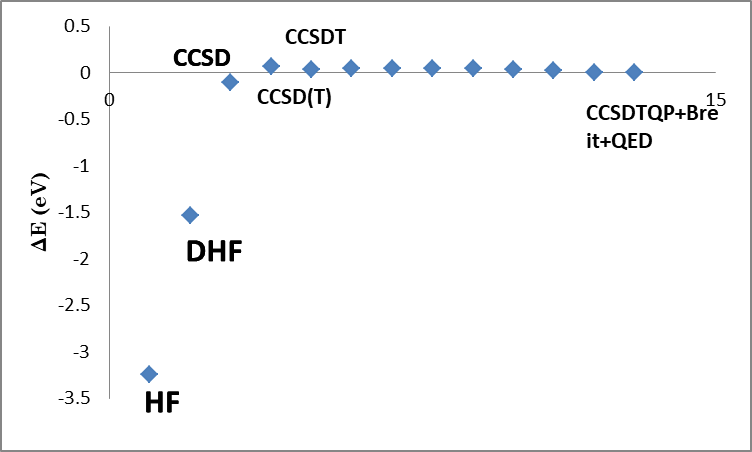 0.5
CCSDT
CCSD
0
0
15
CCSD(T)
CCSDTQP+Bre
it+QED
-0.5
-1
-1.5
DHF
-2
-2.5
-3
HF
-3.5
ΔE (eV)